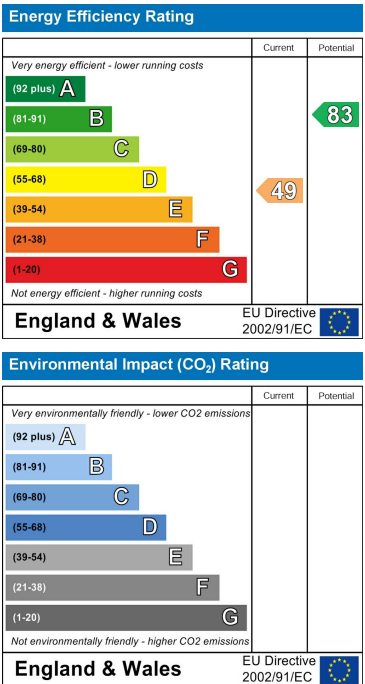 Energy Efficiency Rating
Current Potential
Very energy efficient - lower running costs
(92 plus) A
(81-91) B
83
(69-80) C
(55-68) D
49
(39-54) E
(21-38) F
(1-20) G
Not energy efficient - higher running costs
England & Wales
EU Directive
2002/91/EC
Environmental Impact (CO₂) Rating
Current Potential
Very environmentally friendly - lower CO2 emissions
(92 plus) A
(81-91) B
(69-80) C
(55-68) D
(39-54) E
(21-38) F
(1-20) G
Not environmentally friendly - higher CO2 emissions
England & Wales
EU Directive
2002/91/EC